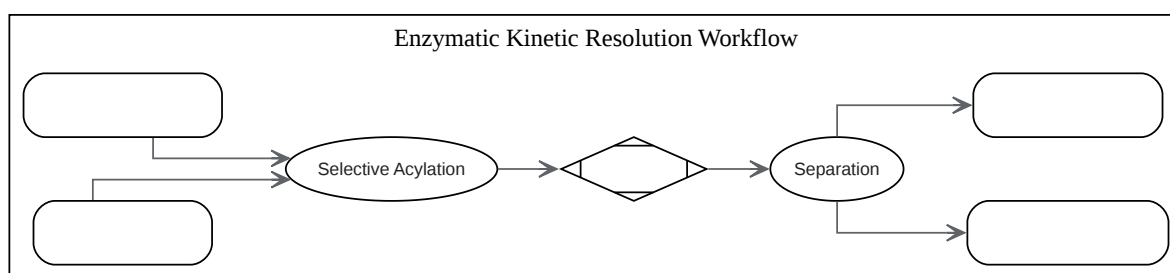 Enzymatic Kinetic Resolution Workflow
Selective Acylation
Separation